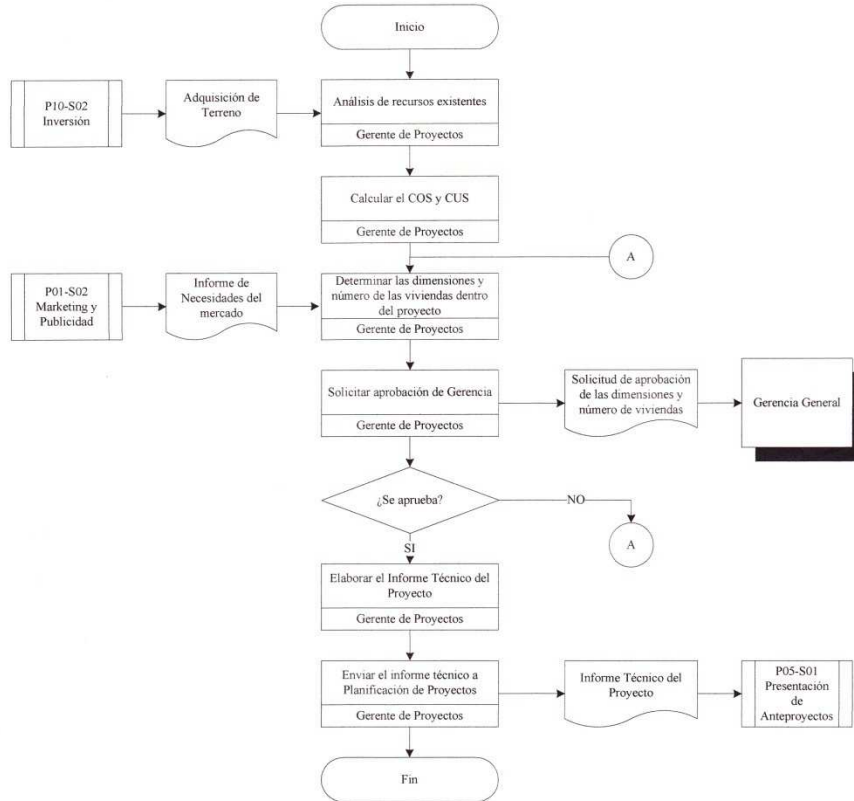 Inicio
P10-S02
Inversión
Adquisición de
Terreno
Análisis de recursos existentes
Gerente de Proyectos
Calcular el COS y CUS
Gerente de Proyectos
A
P01-S02
Marketing y
Publicidad
Informe de
Necesidades del
mercado
Determinar las dimensiones y
número de las viviendas dentro
del proyecto
Gerente de Proyectos
Solicitar aprobación de Gerencia
Gerente de Proyectos
Solicitud de aprobación
de las dimensiones y
número de viviendas
Gerencia General
¿Se aprueba?
NO
A
SI
Elaborar el Informe Técnico del
Proyecto
Gerente de Proyectos
Enviar el informe técnico a
Planificación de Proyectos
Gerente de Proyectos
Informe Técnico del
Proyecto
P05-S01
Presentación
de
Anteproyectos
Fin